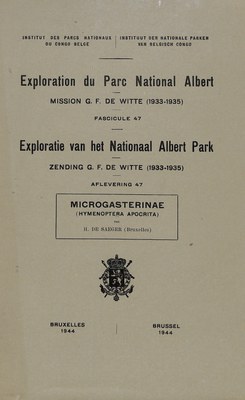 INSTITUT DES PARCS NATIONAUX
DU CONGO BELGE
INSTITUUT DER NATIONALE PARKEN
VAN BELGISCH CONGO
Exploration du Parc National Albert
MISSION G. F. DE WITTE (1933-1935)
FASCICULE 47
Exploratie van het Nationaal Albert Park
ZENDING G. F. DE WITTE (1933-1935)
AFLEVERING 47
MICROGASTERINAE
(HYMENOPTERA APOCRITA)
H. DE SAEGER (Bruxelles)
BRUXELLES
1944
BRUSSEL
1944